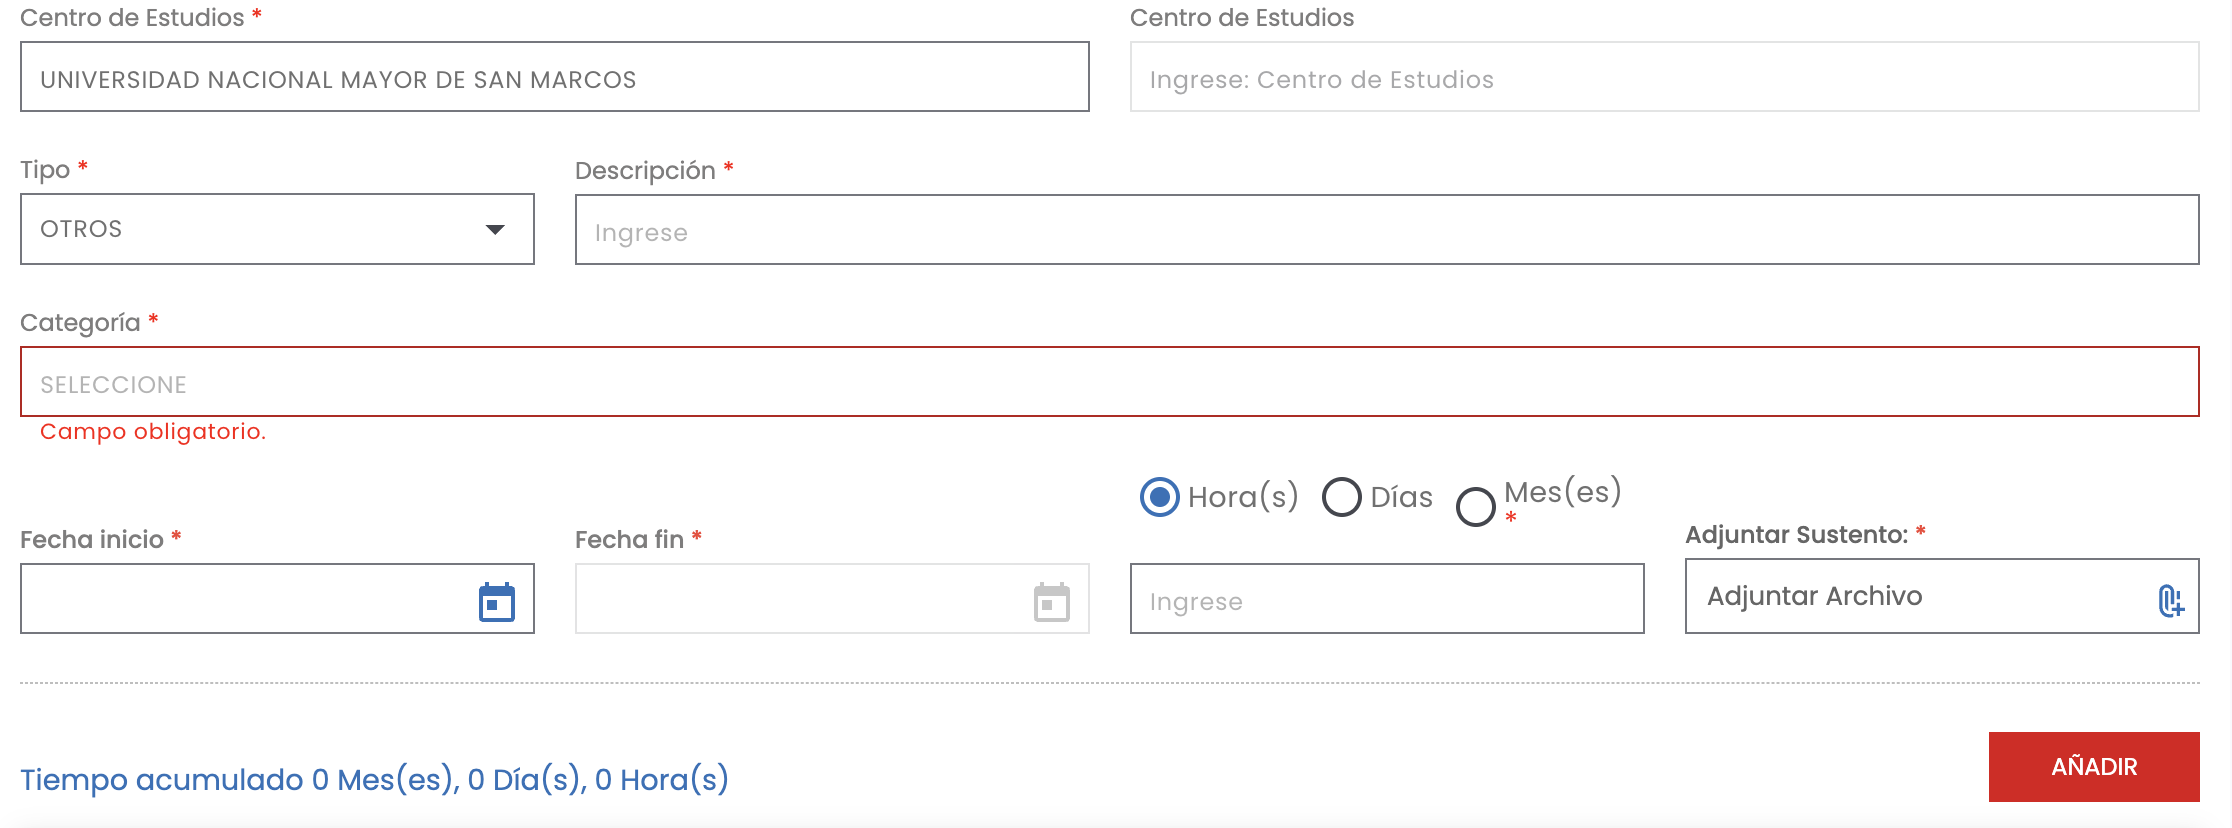 Centro de Estudios *
Centro de Estudios
UNIVERSIDAD NACIONAL MAYOR DE SAN MARCOS
Ingrese: Centro de Estudios
Tipo *
Descripción *
OTROS
Ingrese
Categoría *
SELECCIONE
Campo obligatorio.
Hora(s)
Días
Mes(es)
*
Fecha inicio *
Fecha fin *
Adjuntar Sustento: *
Ingrese
Adjuntar Archivo
Tiempo acumulado 0 Mes(es), 0 Día(s), 0 Hora(s)
AÑADIR